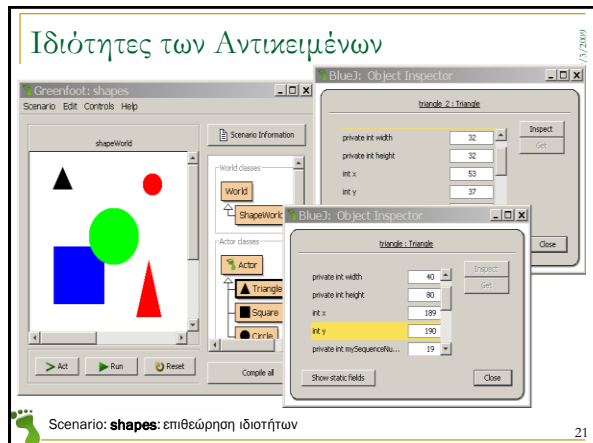 Ιδιότητες των Αντικειμένων
/3/2009
Greenfoot: shapes
Scenario Edit Controls Help
shapeWorld
Scenario Information
World classes
World
ShapeWorl
Actor classes
Actor
Triangle
Square
Circle
> Act
Run
Reset
Compile all
BlueJ: Object Inspector
triangle_2 : Triangle
private int width 32
private int height 32
int x 53
int y 37
Inspect
Get
Close
BlueJ: Object Inspector
triangle : Triangle
private int width 40
private int height 80
int x 189
int y 190
private int mySequenceNu... 19
Inspect
Get
Show static fields
Close
Scenario: shapes: επιθεώρηση ιδιοτήτων
21